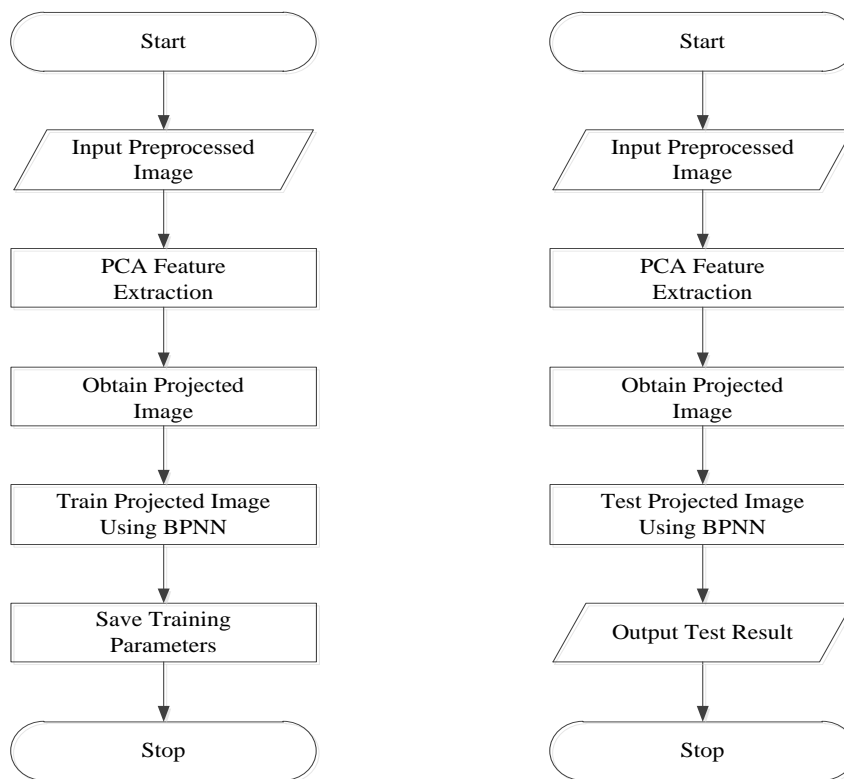 Start
Input Preprocessed
Image
PCA Feature
Extraction
Obtain Projected
Image
Train Projected Image
Using BPNN
Save Training
Parameters
Stop
Start
Input Preprocessed
Image
PCA Feature
Extraction
Obtain Projected
Image
Test Projected Image
Using BPNN
Output Test Result
Stop